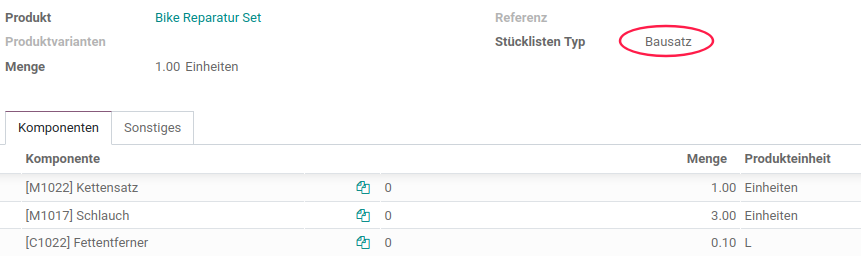 Produkt Bike Reparatur Set Referenz
Produktvarianten Stücklisten Typ Bausatz
Menge 1.00 Einheiten
Komponenten Sonstiges
Komponente Menge Produkteinheit
[M1022] Kettensatz 0 1.00 Einheiten
[M1017] Schlauch 0 3.00 Einheiten
[C1022] Fettentferner 0 0.10 L